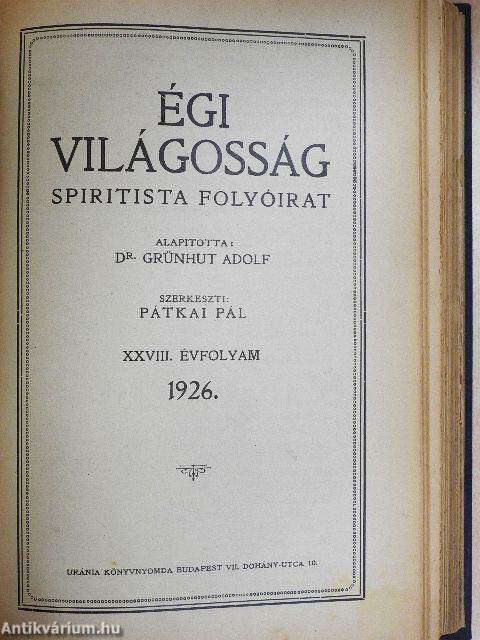 ÉGI
VILÁGOSSÁG
SPIRITISTA FOLYÓIRAT
ALAPITOTTA:
DR. GRÜNHUT ADOLF
SZERKESZTI:
PÁTKAI PÁL
XXVIII. ÉVFOLYAM
1926.
URÁNIA KÖNYVNYOMDA BUDAPEST VII. DOHÁNY-UTCA 10.
Antikvárium.hu